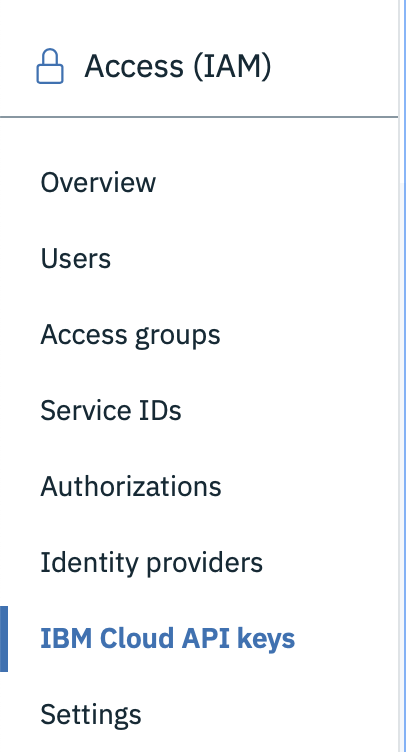 Access (IAM)
Overview
Users
Access groups
Service IDs
Authorizations
Identity providers
IBM Cloud API keys
Settings